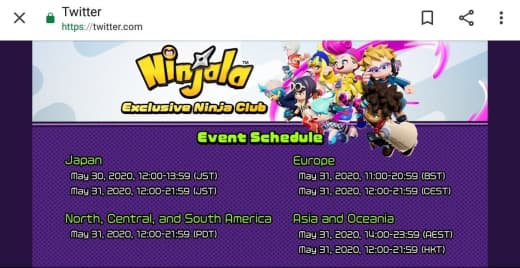 Twitter
https://twitter.com
Ninjala™
Exclusive Ninja Club
Event Schedule
Japan
May 30, 2020, 12:00-13:59 (JST)
May 31, 2020, 12:00-21:59 (JST)
Europe
May 31, 2020, 11:00-20:59 (BST)
May 31, 2020, 12:00-21:59 (CEST)
North, Central, and South America
May 31, 2020, 12:00-21:59 (PDT)
Asia and Oceania
May 31, 2020, 14:00-23:59 (AEST)
May 31, 2020, 12:00-21:59 (HKT)